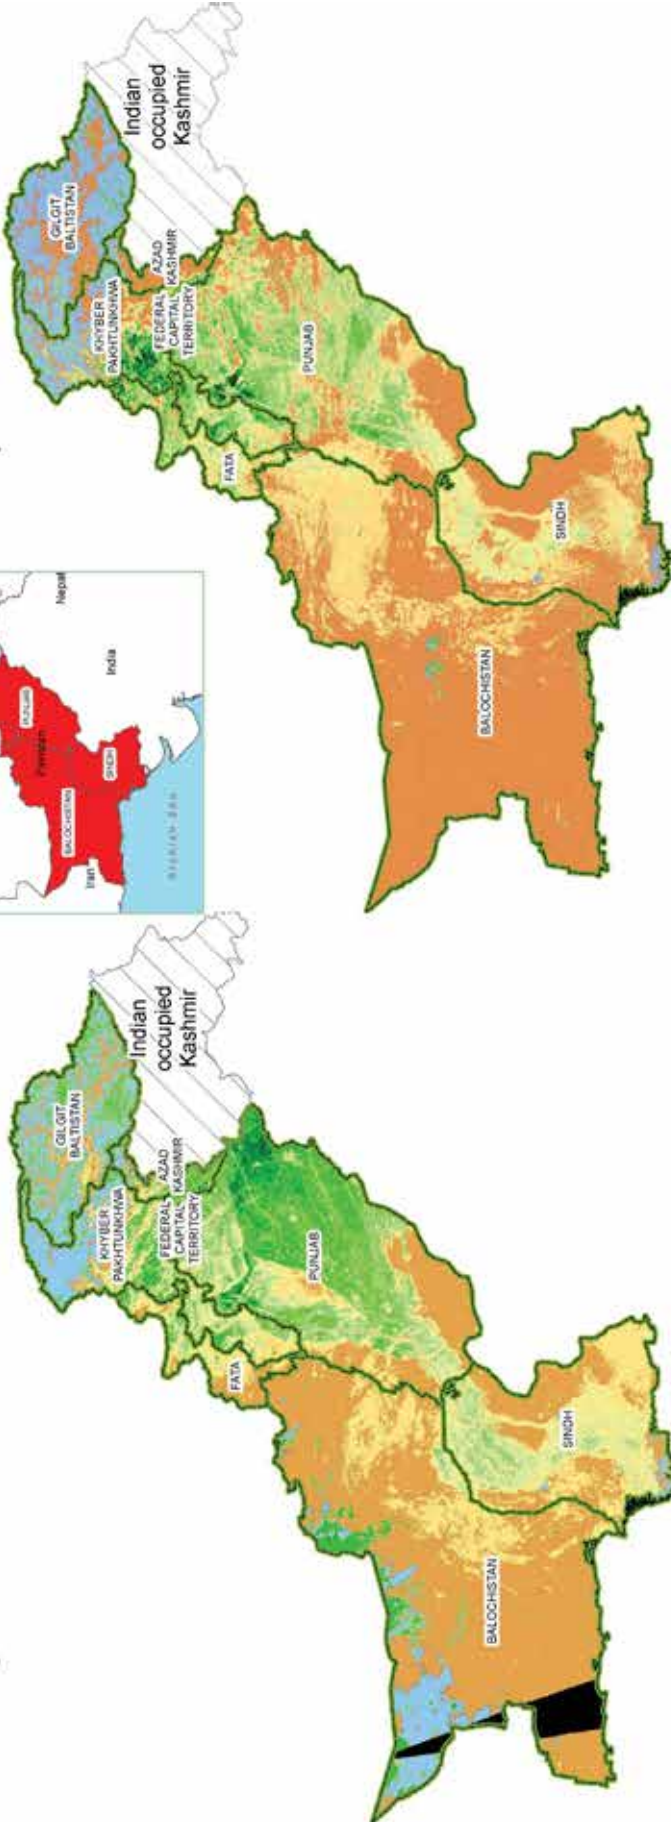 Indian
occupied
Kashmir
GILGIT
BALTISTAN
KHYBER
PAKHTUNKHWA
AZAD
KASHMIR
FEDERAL
CAPITAL
TERRITORY
PUNJAB
FATA
SINDH
BALOCHISTAN
Nepal
India
PUNJAB
Pakistan
SINDH
BALOCHISTAN
Iran
Arabian Sea
Indian
occupied
Kashmir
GILGIT
BALTISTAN
KHYBER
PAKHTUNKHWA
AZAD
KASHMIR
FEDERAL
CAPITAL
TERRITORY
PUNJAB
FATA
SINDH
BALOCHISTAN